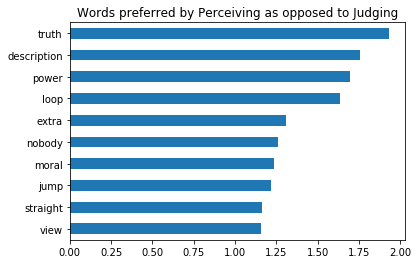 Words preferred by Perceiving as opposed to Judging
truth
description
power
loop
extra
nobody
moral
jump
straight
view
0.00 0.25 0.50 0.75 1.00 1.25 1.50 1.75 2.00